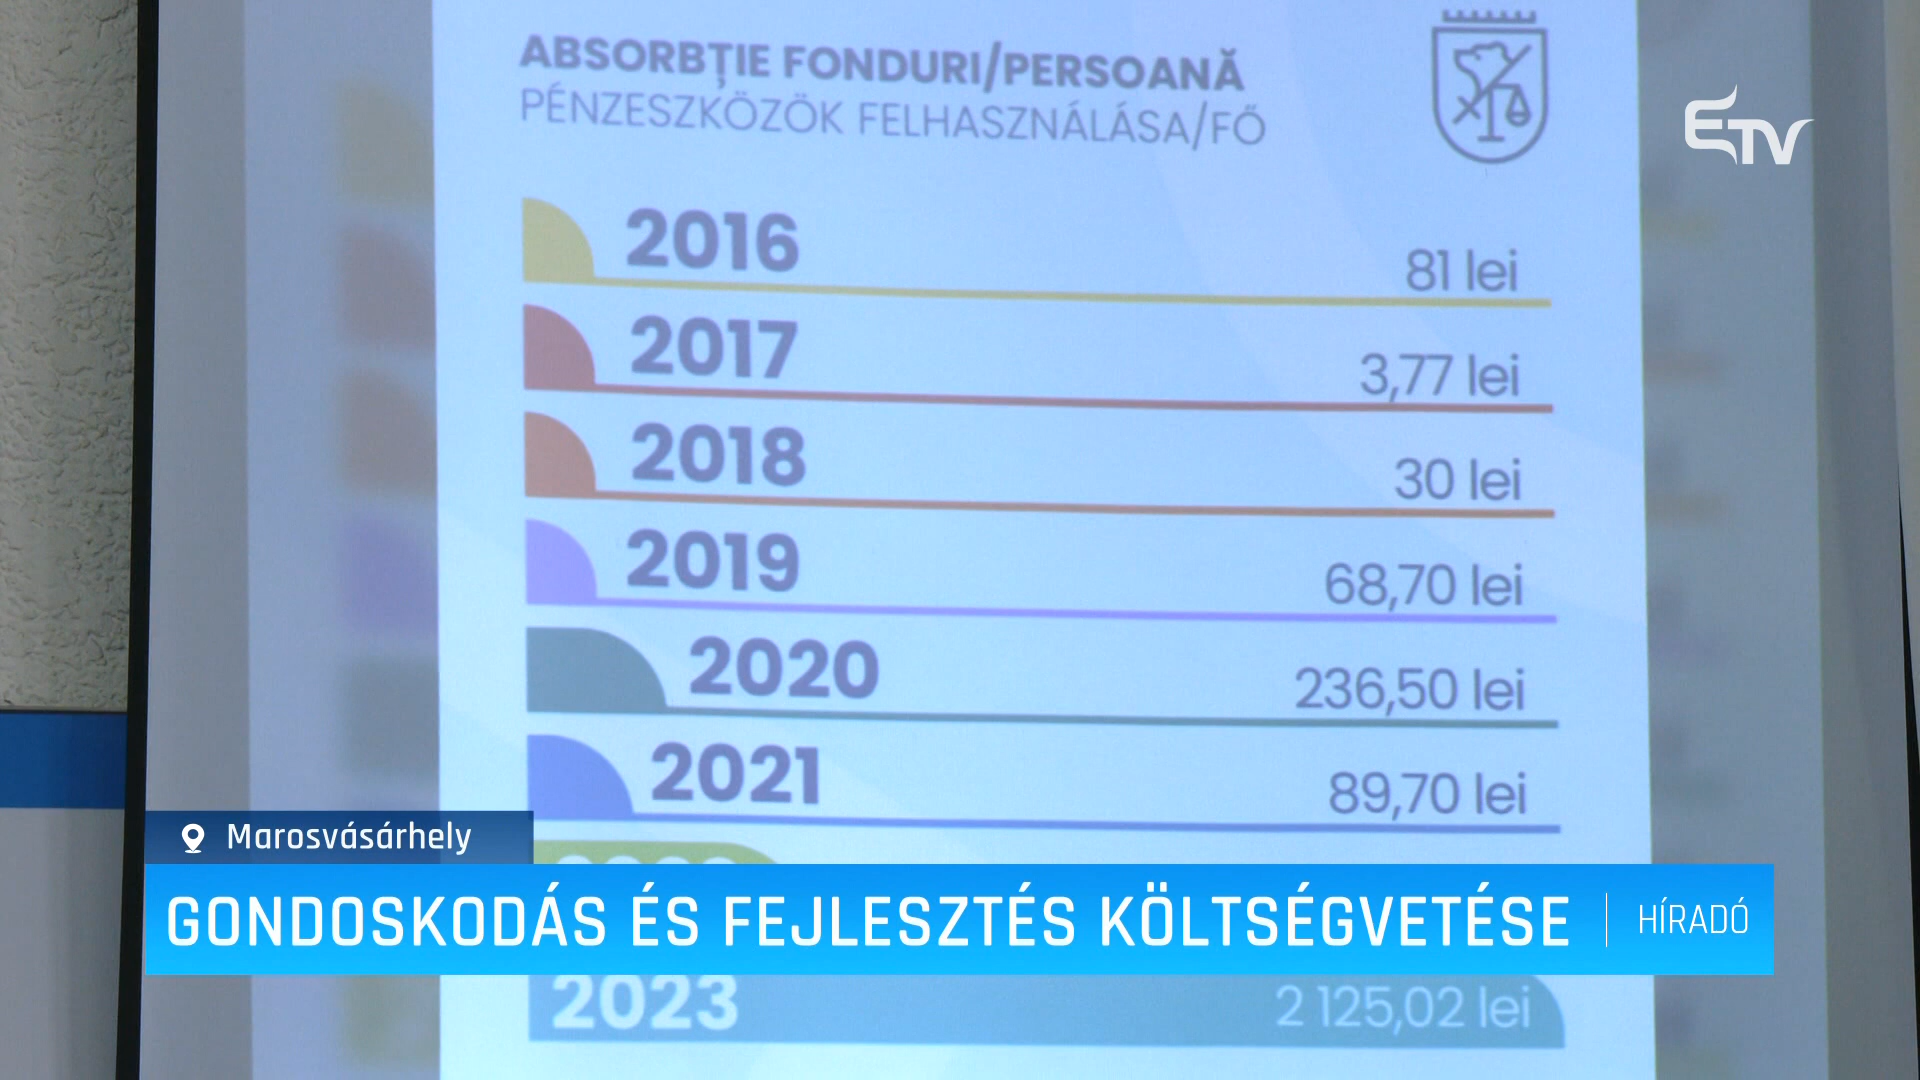 ABSORBȚIE FONDURI/PERSOANĂ
PÉNZESZKÖZÖK FELHASZNÁLÁSA/FŐ
ETV
2016 81 lei
2017 3,77 lei
2018 30 lei
2019 68,70 lei
2020 236,50 lei
2021 89,70 lei
Marosvásárhely
GONDOSKODÁS ÉS FEJLESZTÉS KÖLTSÉGVETÉSE HÍRADÓ
2023 2 125,02 lei